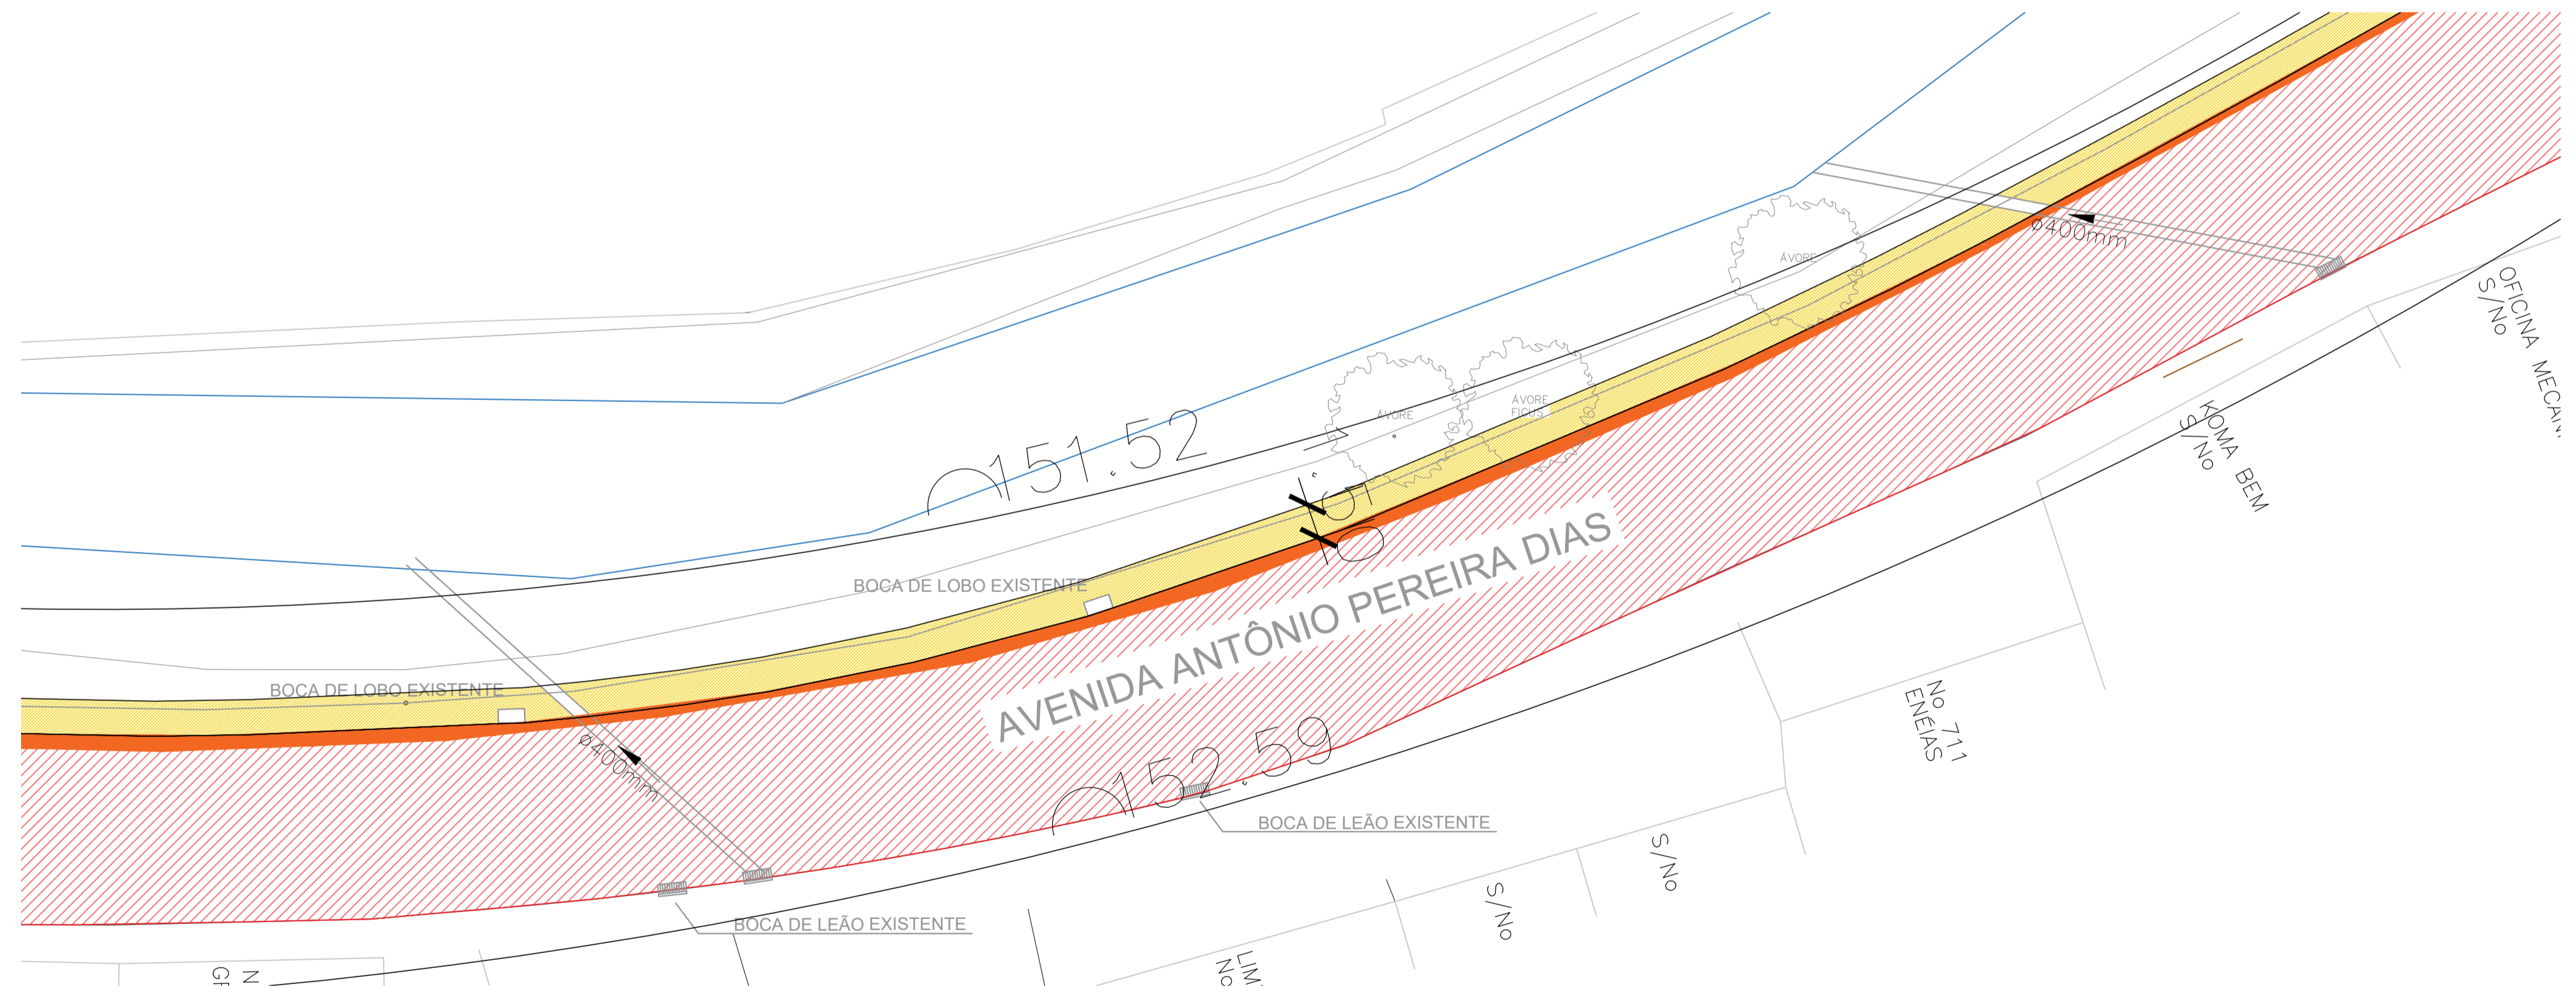 ø400mm
ÁVORE
OFICINA MECAN
S/No
ÁVORE
ÁVORE
FICUS
151.52
KOMA BEM
S/No
AVENIDA ANTÔNIO PEREIRA DIAS
BOCA DE LOBO EXISTENTE
BOCA DE LOBO EXISTENTE
No 711
ENÉIAS
ø400mm
152.59
BOCA DE LEÃO EXISTENTE
S/No
S/No
BOCA DE LEÃO EXISTENTE
LIM
No
N